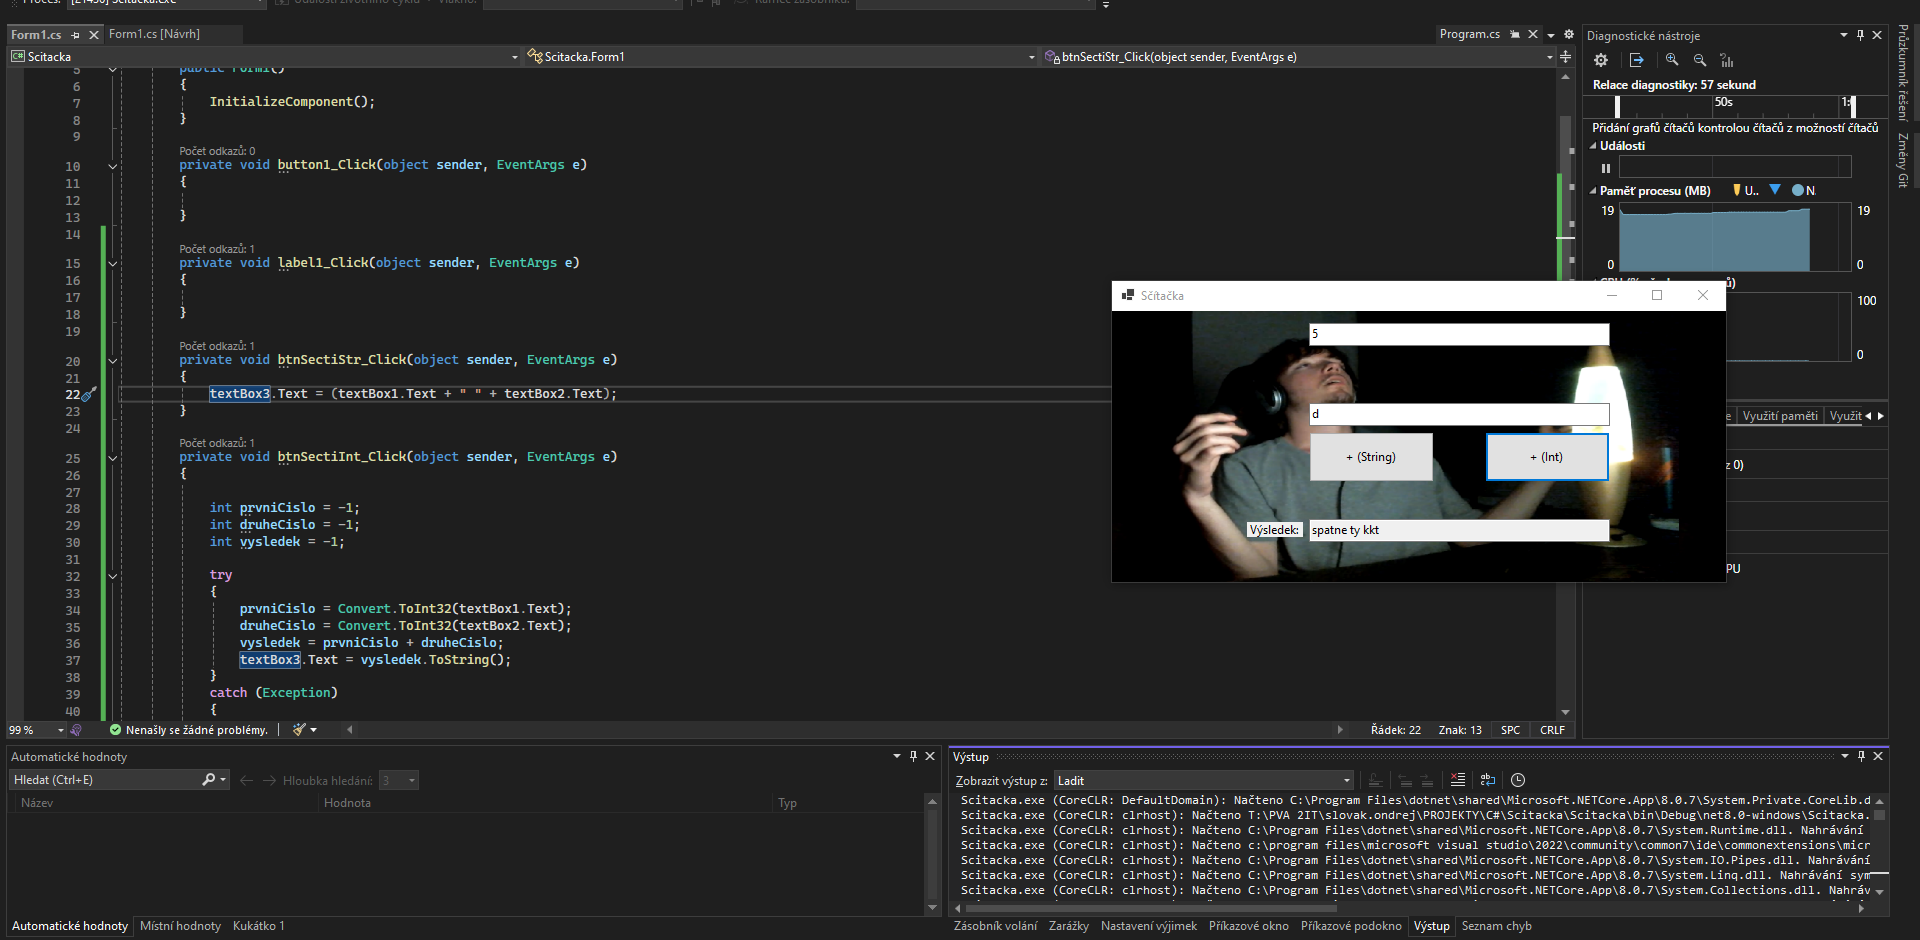 Form1.cs
Form1.cs [Návrh]
Program.cs
Scitacka
Scitacka.Form1
btnSectiStr_Click(object sender, EventArgs e)
6 {
7 InitializeComponent();
8 }
9
Počet odkazů: 0
10 private void button1_Click(object sender, EventArgs e)
11 {
12
13 }
14
Počet odkazů: 1
15 private void label1_Click(object sender, EventArgs e)
16 {
17
18 }
19
Počet odkazů: 1
20 private void btnSectiStr_Click(object sender, EventArgs e)
21 {
22 textBox3.Text = (textBox1.Text + " " + textBox2.Text);
23 }
24
Počet odkazů: 1
25 private void btnSectiInt_Click(object sender, EventArgs e)
26 {
27
28 int prvniCislo = -1;
29 int druheCislo = -1;
30 int vysledek = -1;
31
32 try
33 {
34 prvniCislo = Convert.ToInt32(textBox1.Text);
35 druheCislo = Convert.ToInt32(textBox2.Text);
36 vysledek = prvniCislo + druheCislo;
37 textBox3.Text = vysledek.ToString();
38 }
39 catch (Exception)
40 {
99 %
Nenašly se žádné problémy.
Řádek: 22
Znak: 13
SPC
CRLF
Sčítačka
5
d
+ (String)
+ (Int)
Výsledek:
spatne ty kkt
Diagnostické nástroje
Relace diagnostiky: 57 sekund
50s
Přidání grafů čítačů kontrolou čítačů z možností čítačů
Události
Paměť procesu (MB)
U..
N
19
19
0
0
100
0
Využití paměti
Využit
z 0)
PU
Průzkumník řešení
Změny Git
Automatické hodnoty
Hledat (Ctrl+E)
Hloubka hledání: 3
Název
Hodnota
Typ
Automatické hodnoty
Místní hodnoty
Kukátko 1
Výstup
Zobrazit výstup z:
Ladit
Scitacka.exe (CoreCLR: DefaultDomain): Načteno C:\Program Files\dotnet\shared\Microsoft.NETCore.App\8.0.7\System.Private.CoreLib.d
Scitacka.exe (CoreCLR: clrhost): Načteno T:\PVA 2IT\slovak.ondrej\PROJEKTY\C#\Scitacka\Scitacka\bin\Debug\net8.0-windows\Scitacka.
Scitacka.exe (CoreCLR: clrhost): Načteno C:\Program Files\dotnet\shared\Microsoft.NETCore.App\8.0.7\System.Runtime.dll. Nahrávání
Scitacka.exe (CoreCLR: clrhost): Načteno c:\program files\microsoft visual studio\2022\community\common7\ide\commonextensions\micr
Scitacka.exe (CoreCLR: clrhost): Načteno C:\Program Files\dotnet\shared\Microsoft.NETCore.App\8.0.7\System.IO.Pipes.dll. Nahrávání
Scitacka.exe (CoreCLR: clrhost): Načteno C:\Program Files\dotnet\shared\Microsoft.NETCore.App\8.0.7\System.Linq.dll. Nahrávání sym
Scitacka.exe (CoreCLR: clrhost): Načteno C:\Program Files\dotnet\shared\Microsoft.NETCore.App\8.0.7\System.Collections.dll. Nahráv
Zásobník volání
Zarážky
Nastavení výjimek
Příkazové okno
Příkazové podokno
Výstup
Seznam chyb